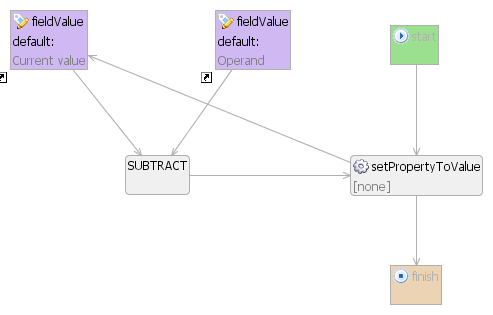 fieldValue
default:
Current value
fieldValue
default:
Operand
start
SUBTRACT
setPropertyToValue
[none]
finish